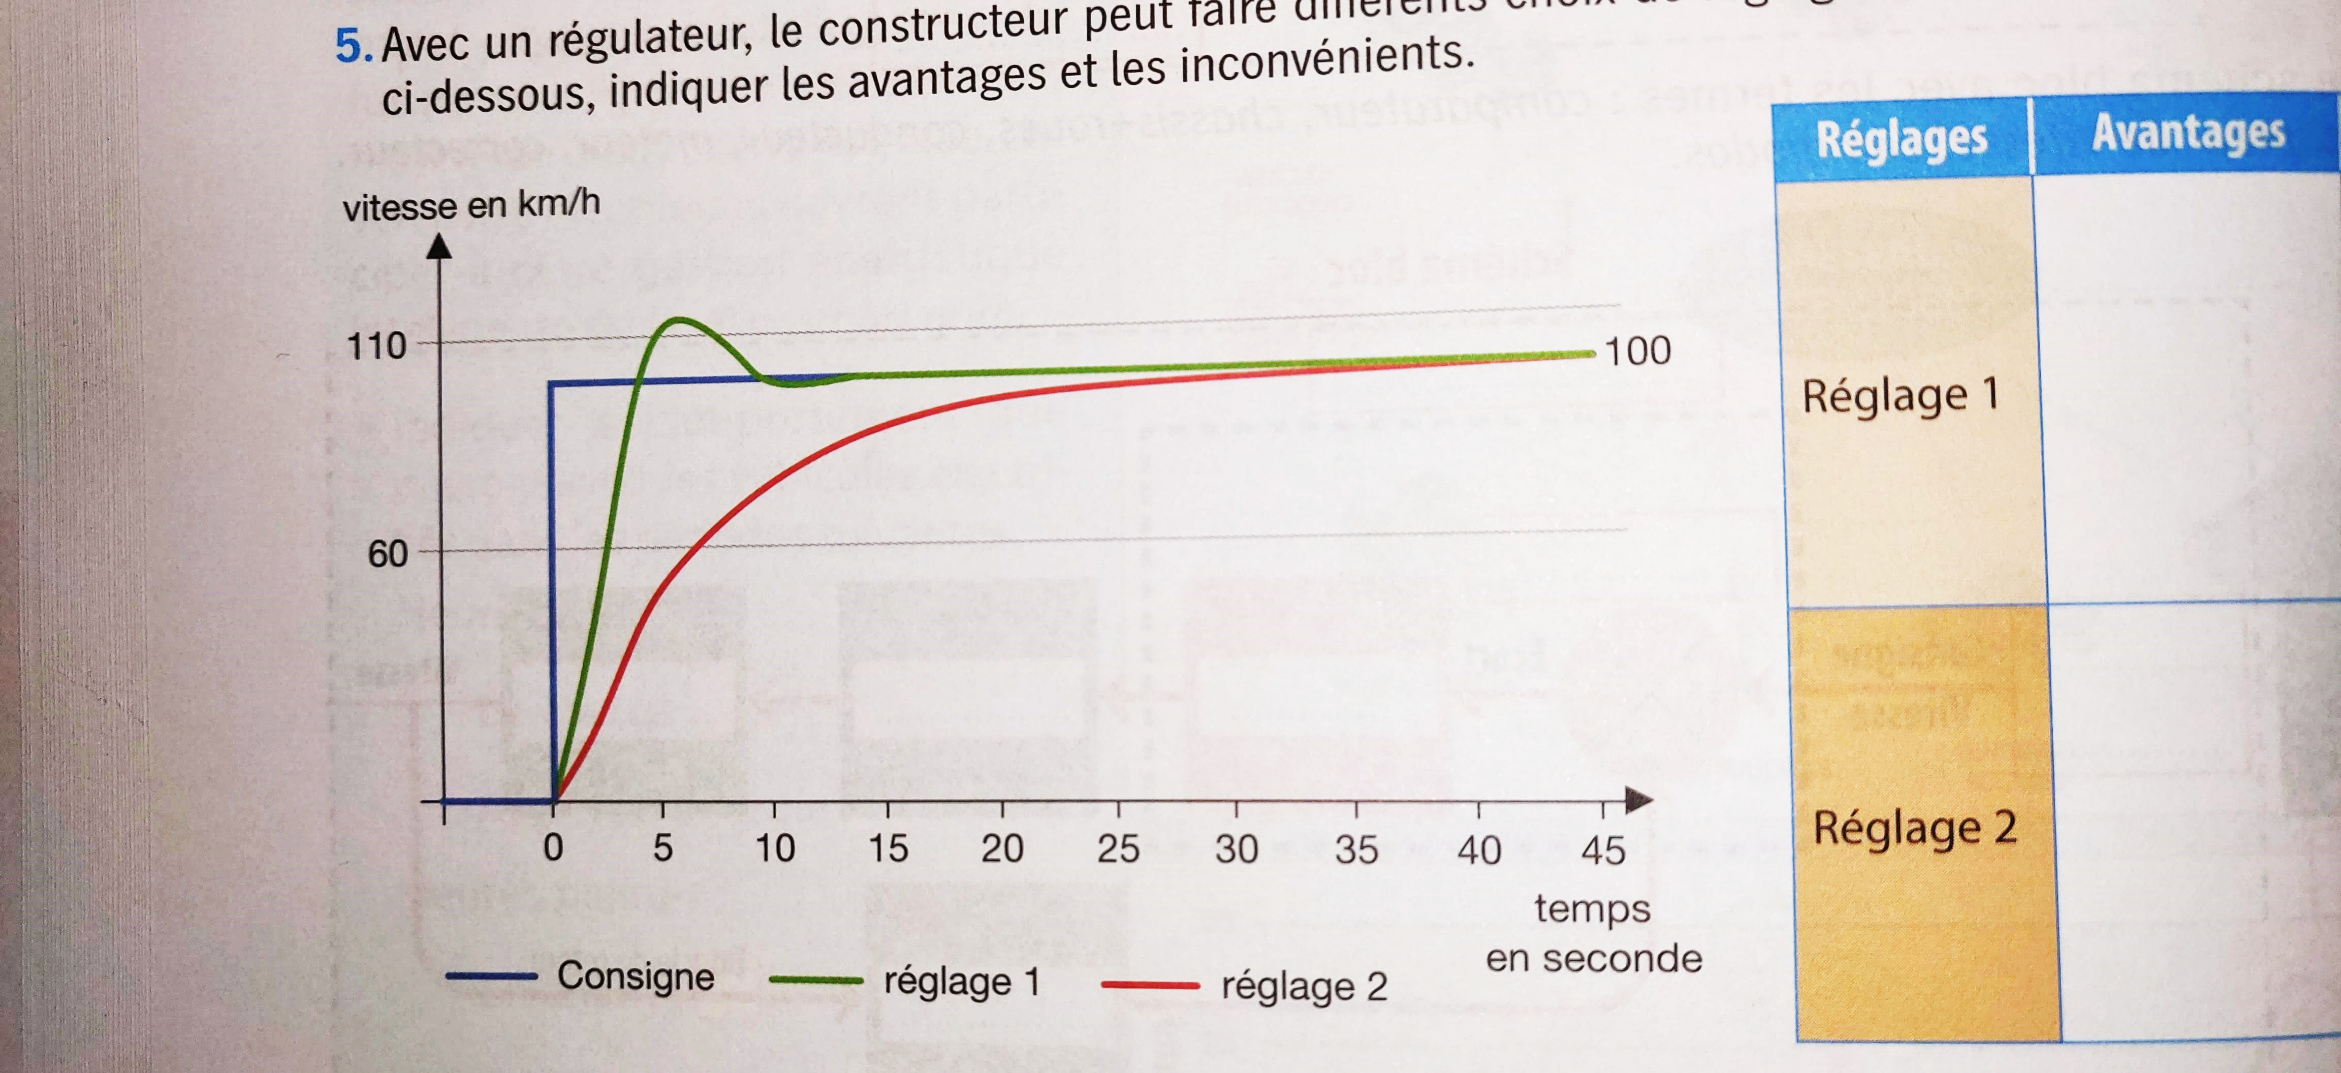 5. Avec un régulateur, le constructeur peut faire différents choix
ci-dessous, indiquer les avantages et les inconvénients.
vitesse en km/h
110
100
60
0 5 10 15 20 25 30 35 40 45
temps
en seconde
Consigne réglage 1 réglage 2
Réglages Avantages
Réglage 1
Réglage 2